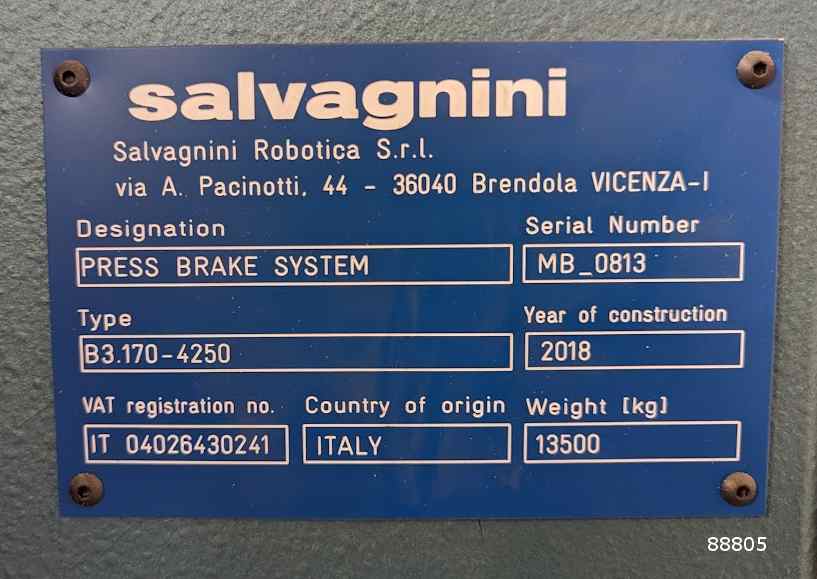 salvagnini
Salvagnini Robotica S.r.l.
via A. Pacinotti, 44 - 36040 Brendola VICENZA-I
Designation Serial Number
PRESS BRAKE SYSTEM MB_0813
Type Year of construction
B3.170-4250 2018
VAT registration no. Country of origin Weight [kg]
IT 04026430241 ITALY 13500
88805